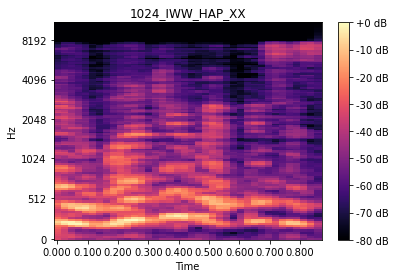 1024_IWW_HAP_XX
Hz
8192
4096
2048
1024
512
0
0.000 0.100 0.200 0.300 0.400 0.500 0.600 0.700 0.800
Time
+0 dB
-10 dB
-20 dB
-30 dB
-40 dB
-50 dB
-60 dB
-70 dB
-80 dB